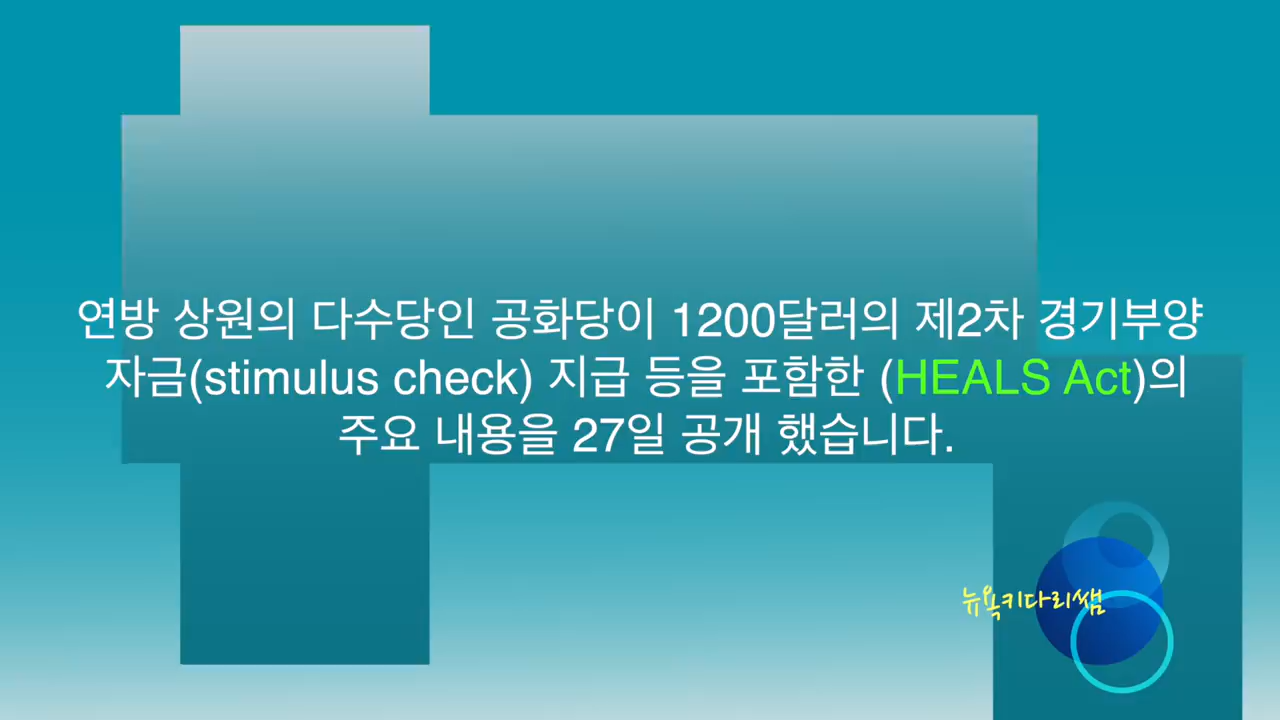 연방 상원의 다수당인 공화당이 1200달러의 제2차 경기부양
자금(stimulus check) 지급 등을 포함한 (HEALS Act)의
주요 내용을 27일 공개 했습니다.
뉴욕키다리쌤